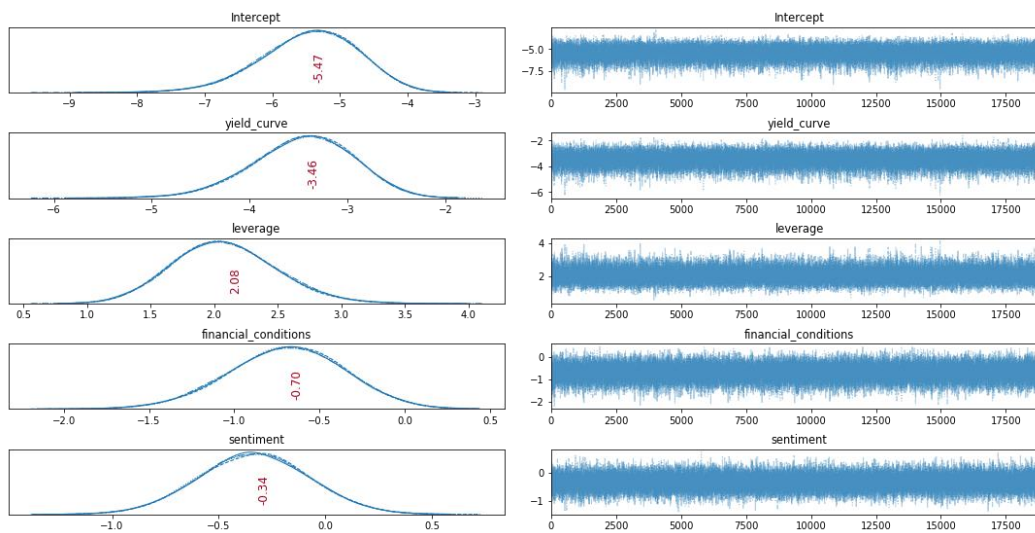 Intercept
-5.47
−9 −8 −7 −6 −5 −4 −3
Intercept
−5.0
−7.5
0 2500 5000 7500 10000 12500 15000 17500
yield_curve
-3.46
−6 −5 −4 −3 −2
yield_curve
−2
−4
−6
0 2500 5000 7500 10000 12500 15000 17500
leverage
2.08
0.5 1.0 1.5 2.0 2.5 3.0 3.5 4.0
leverage
4
2
0 2500 5000 7500 10000 12500 15000 17500
financial_conditions
-0.70
−2.0 −1.5 −1.0 −0.5 0.0
financial_conditions
0
−1
−2
0 2500 5000 7500 10000 12500 15000 17500
sentiment
-0.34
−1.0 −0.5 0.0 0.5
sentiment
0
−1
0 2500 5000 7500 10000 12500 15000 17500